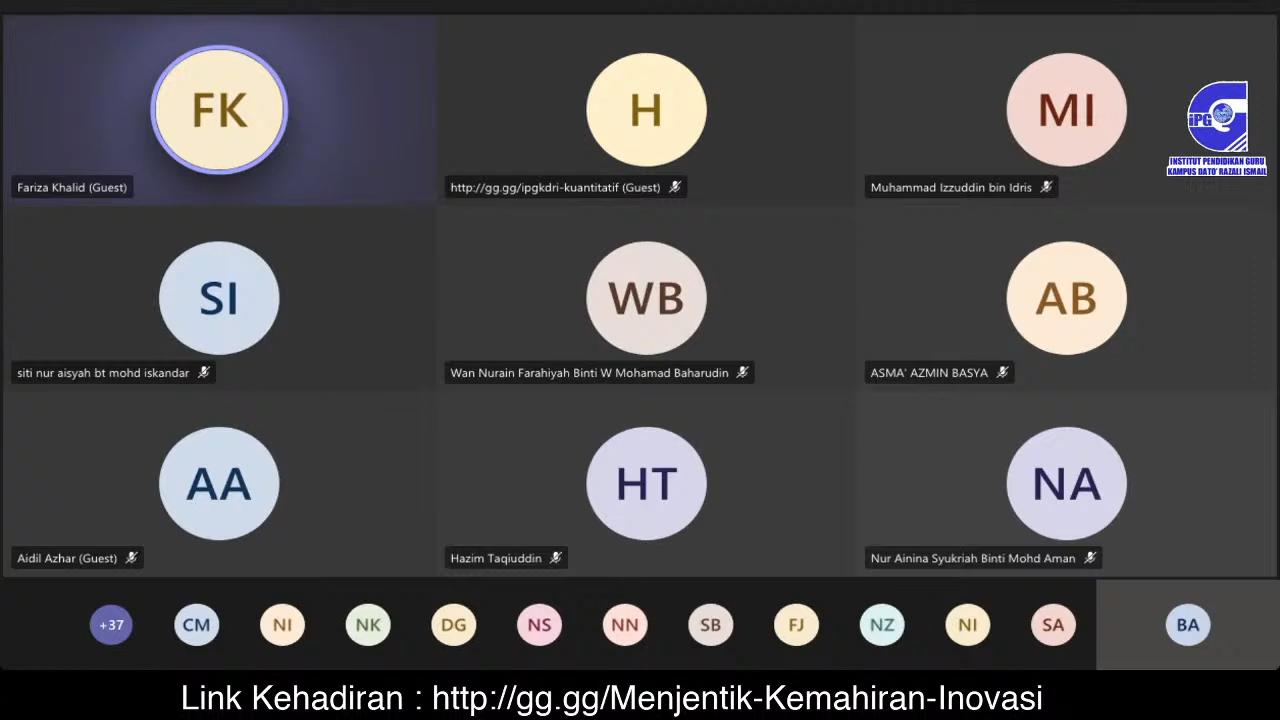 FK
Fariza Khalid (Guest)
H
http://gg.gg/ipgkdri-kuantitatif (Guest)
MI
Muhammad Izzuddin bin Idris
iPG
INSTITUT PENDIDIKAN GURU
KAMPUS DATO' RAZALI ISMAIL
SI
siti nur aisyah bt mohd iskandar
WB
Wan Nurain Farahiyah Binti W Mohamad Baharudin
AB
ASMA' AZMIN BASYA
AA
Aidil Azhar (Guest)
HT
Hazim Taqiuddin
NA
Nur Ainina Syukriah Binti Mohd Aman
+37
CM
NI
NK
DG
NS
NN
SB
FJ
NZ
NI
SA
BA
Link Kehadiran : http://gg.gg/Menjentik-Kemahiran-Inovasi